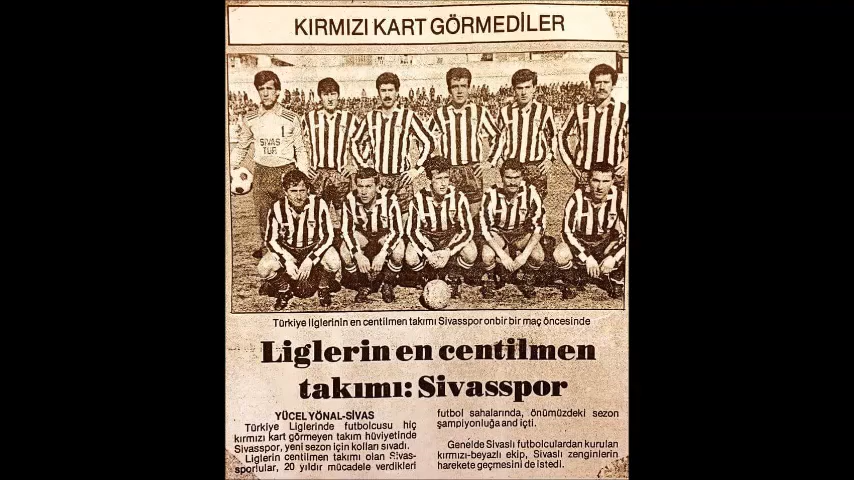 KIRMIZI KART GÖRMEDİLER
SİVAS
Türkiye liglerinin en centilmen takımı Sivasspor onbir bir maç öncesinde
Liglerin en centilmen
takımı: Sivasspor
YÜCEL YÖNAL-SİVAS
Türkiye Liglerinde futbolcusu hiç
kırmızı kart görmeyen takım hüviyetinde
Sivasspor, yeni sezon için kolları sıvadı.
Liglerin centilmen takımı olan Sivas-
sporlular, 20 yıldır mücadele verdikleri
futbol sahalarında, önümüzdeki sezon
şampiyonluğa and içti.
Genelde Sivaslı futbolculardan kurulan
kırmızı-beyazlı ekip, Sivaslı zenginlerin
harekete geçmesini de istedi.